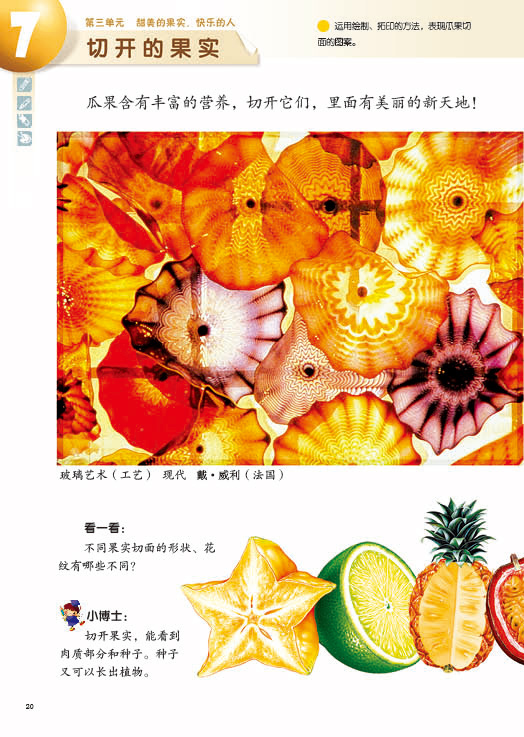 7
第三单元 甜美的果实，快乐的人
切开的果实
运用绘制、拓印的方法，表现瓜果切
面的图案。
瓜果含有丰富的营养，切开它们，里面有美丽的新天地！
玻璃艺术（工艺） 现代 戴·威利（法国）
看一看：
不同果实切面的形状、花
纹有哪些不同？
小博士：
切开果实，能看到
肉质部分和种子。种子
又可以长出植物。
20